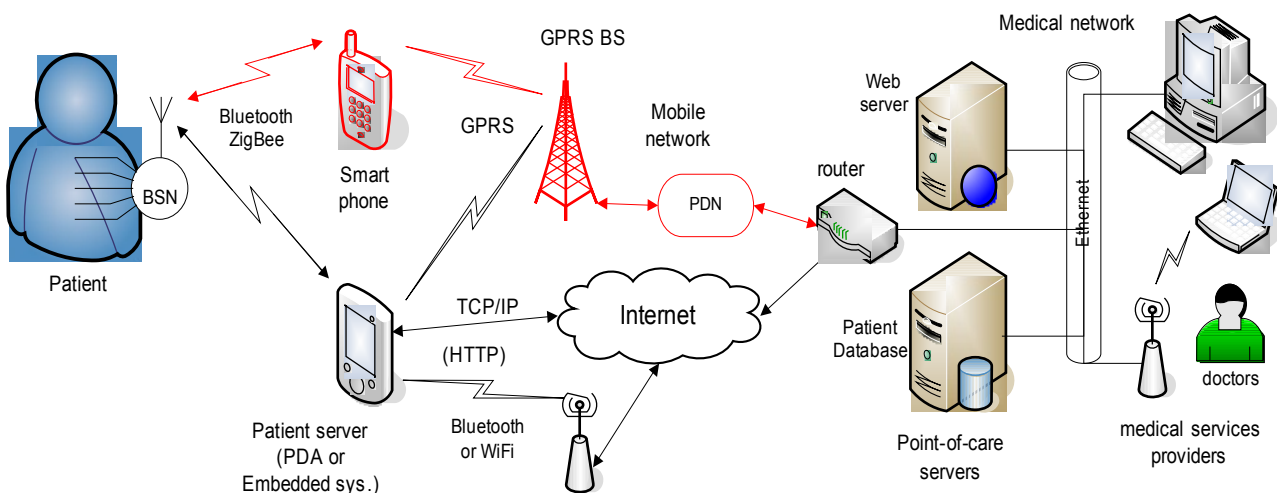 GPRS BS
Medical network
Bluetooth
ZigBee
GPRS
Mobile
network
Web
server
BSN
Smart
phone
router
PDN
Ethernet
Patient
TCP/IP
Internet
(HTTP)
Patient
Database
doctors
Patient server
(PDA or
Embedded sys.)
Bluetooth
or WiFi
Point-of-care
servers
medical services
providers